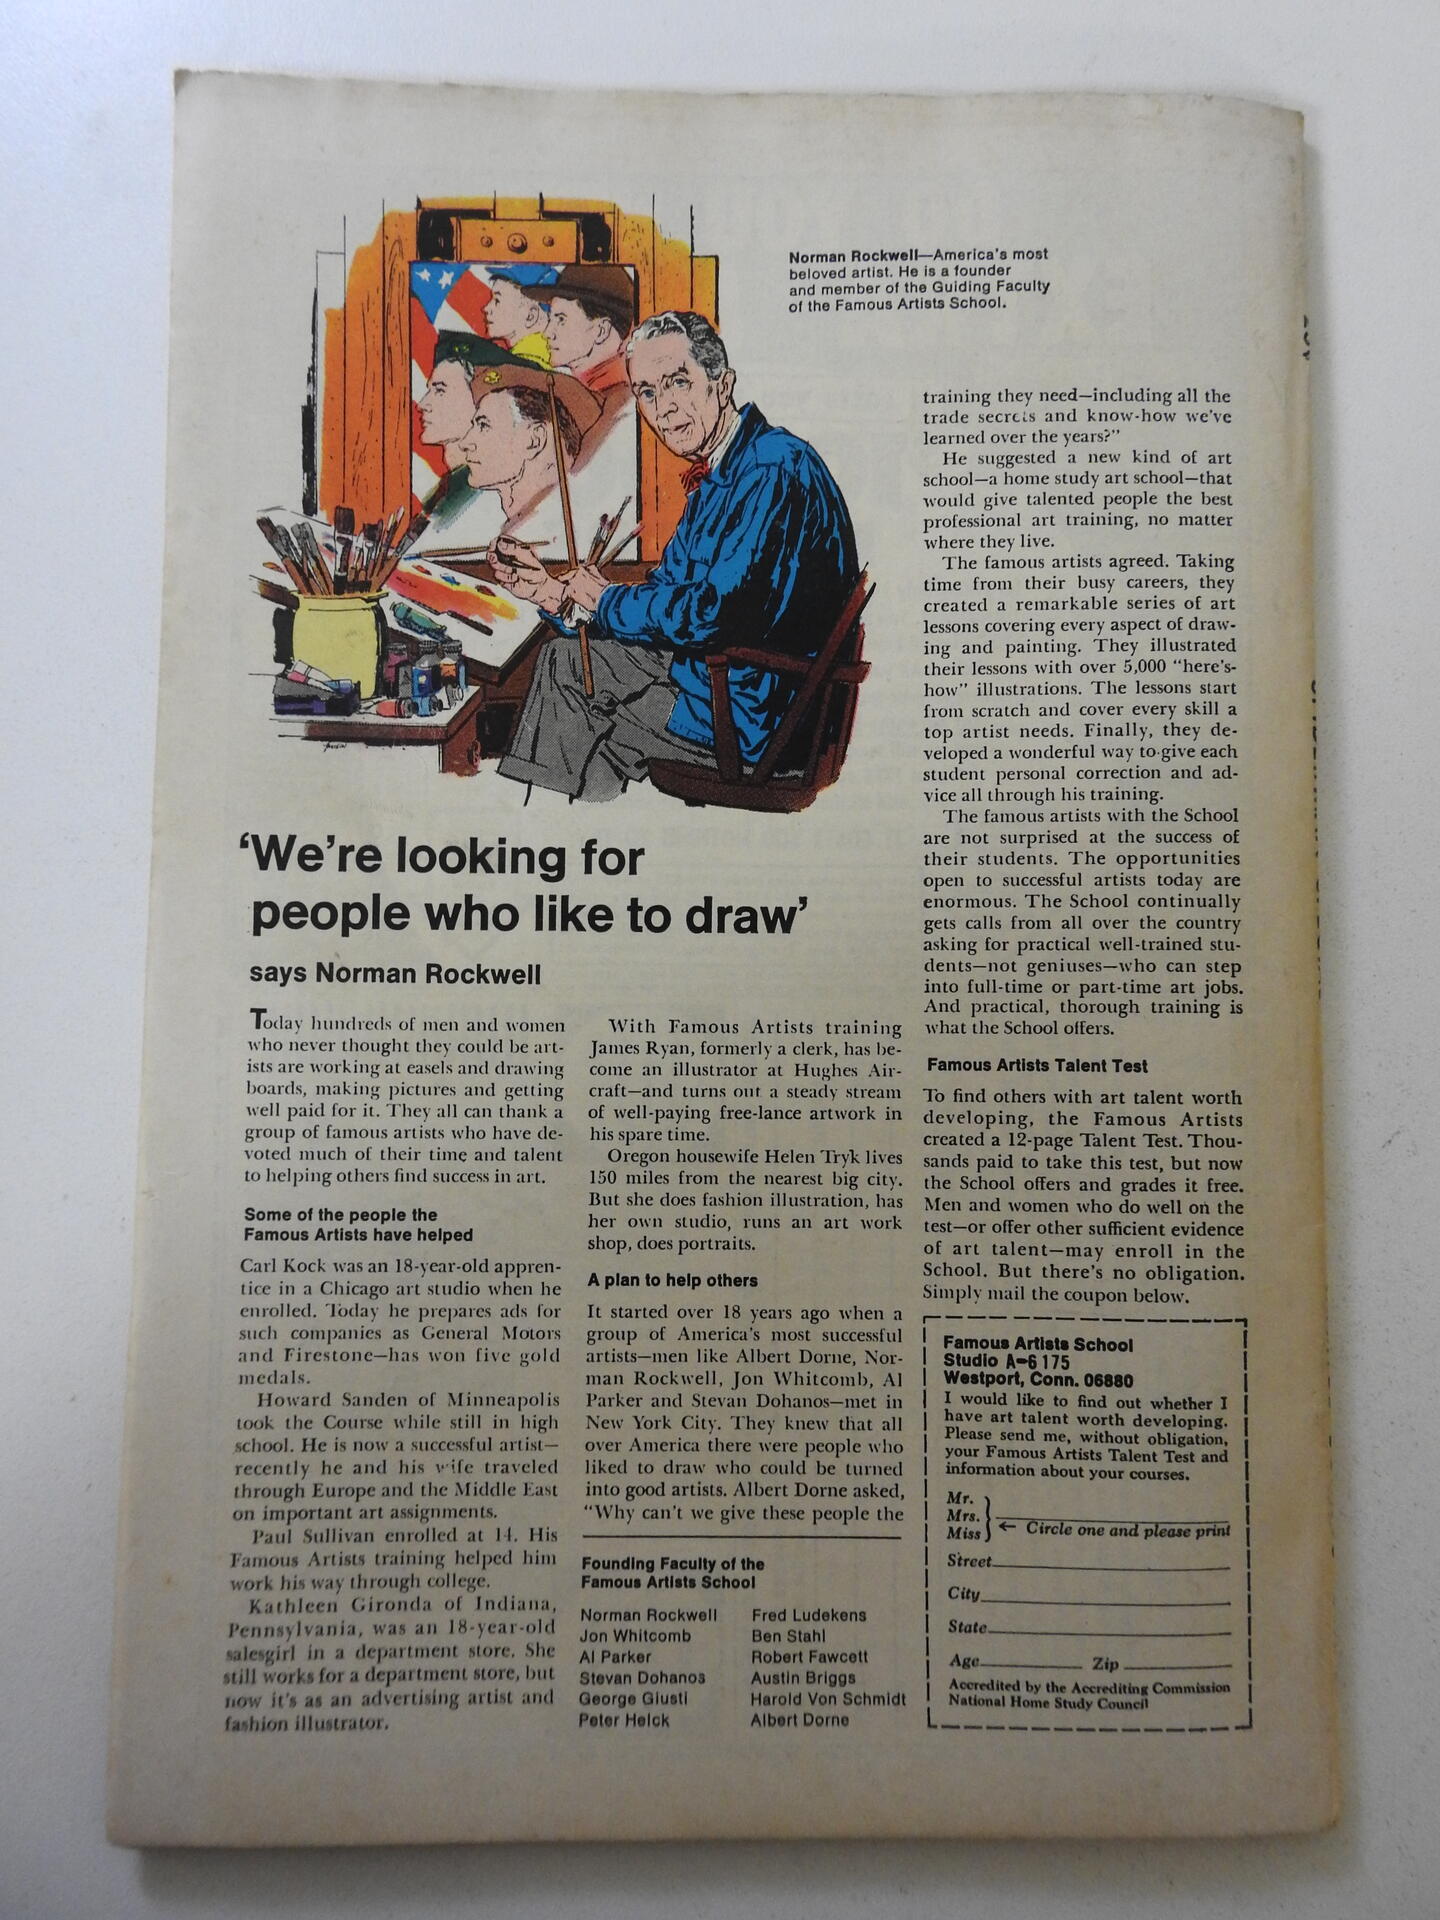 Norman Rockwell—America's most
beloved artist. He is a founder
and member of the Guiding Faculty
of the Famous Artists School.
'We're looking for
people who like to draw'
says Norman Rockwell
Today hundreds of men and women
who never thought they could be art-
ists are working at easels and drawing
boards, making pictures and getting
well paid for it. They all can thank a
group of famous artists who have de-
voted much of their time and talent
to helping others find success in art.
Some of the people the
Famous Artists have helped
Carl Kock was an 18-year-old appren-
tice in a Chicago art studio when he
enrolled. Today he prepares ads for
such companies as General Motors
and Firestone—has won five gold
medals.
Howard Sanden of Minneapolis
took the Course while still in high
school. He is now a successful artist—
recently he and his wife traveled
through Europe and the Middle East
on important art assignments.
Paul Sullivan enrolled at 14. His
Famous Artists training helped him
work his way through college.
Kathleen Gironda of Indiana,
Pennsylvania, was an 18-year-old
salesgirl in a department store. She
still works for a department store, but
now it's as an advertising artist and
fashion illustrator.
With Famous Artists training
James Ryan, formerly a clerk, has be-
come an illustrator at Hughes Air-
craft—and turns out a steady stream
of well-paying free-lance artwork in
his spare time.
Oregon housewife Helen Tryk lives
150 miles from the nearest big city.
But she does fashion illustration, has
her own studio, runs an art work
shop, does portraits.
A plan to help others
It started over 18 years ago when a
group of America's most successful
artists—men like Albert Dorne, Nor-
man Rockwell, Jon Whitcomb, Al
Parker and Stevan Dohanos—met in
New York City. They knew that all
over America there were people who
liked to draw who could be turned
into good artists. Albert Dorne asked,
"Why can't we give these people the
Founding Faculty of the
Famous Artists School
Norman Rockwell
Jon Whitcomb
Al Parker
Stevan Dohanos
George Giusti
Peter Helck
Fred Ludekens
Ben Stahl
Robert Fawcett
Austin Briggs
Harold Von Schmidt
Albert Dorne
training they need—including all the
trade secrets and know-how we've
learned over the years?"
He suggested a new kind of art
school—a home study art school—that
would give talented people the best
professional art training, no matter
where they live.
The famous artists agreed. Taking
time from their busy careers, they
created a remarkable series of art
lessons covering every aspect of draw-
ing and painting. They illustrated
their lessons with over 5,000 "here's-
how" illustrations. The lessons start
from scratch and cover every skill a
top artist needs. Finally, they de-
veloped a wonderful way to give each
student personal correction and ad-
vice all through his training.
The famous artists with the School
are not surprised at the success of
their students. The opportunities
open to successful artists today are
enormous. The School continually
gets calls from all over the country
asking for practical well-trained stu-
dents—not geniuses—who can step
into full-time or part-time art jobs.
And practical, thorough training is
what the School offers.
Famous Artists Talent Test
To find others with art talent worth
developing, the Famous Artists
created a 12-page Talent Test. Thou-
sands paid to take this test, but now
the School offers and grades it free.
Men and women who do well on the
test—or offer other sufficient evidence
of art talent—may enroll in the
School. But there's no obligation.
Simply mail the coupon below.
Famous Artists School
Studio A-6175
Westport, Conn. 06880
I would like to find out whether I
have art talent worth developing.
Please send me, without obligation,
your Famous Artists Talent Test and
information about your courses.
Mr.
Mrs.
Miss ← Circle one and please print
Street
City
State
Age Zip
Accredited by the Accrediting Commission
National Home Study Council